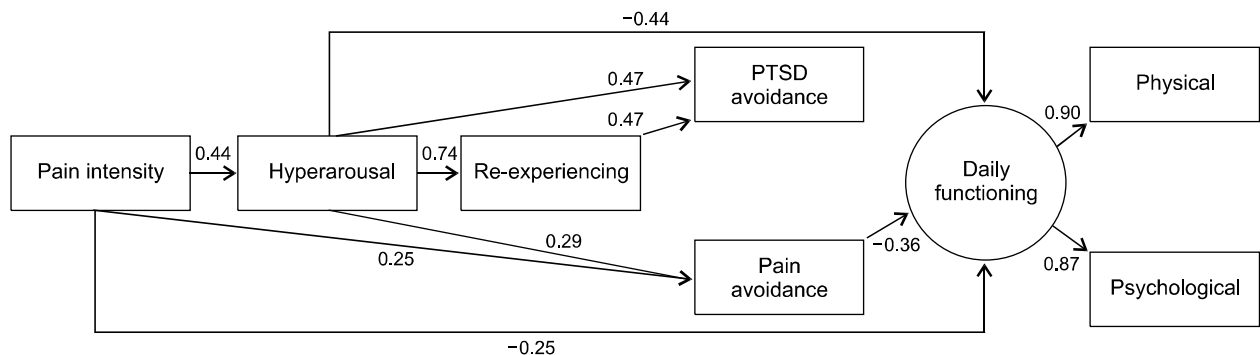 −0.44
PTSD
avoidance
Physical
0.47
0.47
0.90
Pain intensity
0.44
Hyperarousal
0.74
Re-experiencing
Daily
functioning
0.29
0.25
Pain
avoidance
−0.36
0.87
Psychological
−0.25